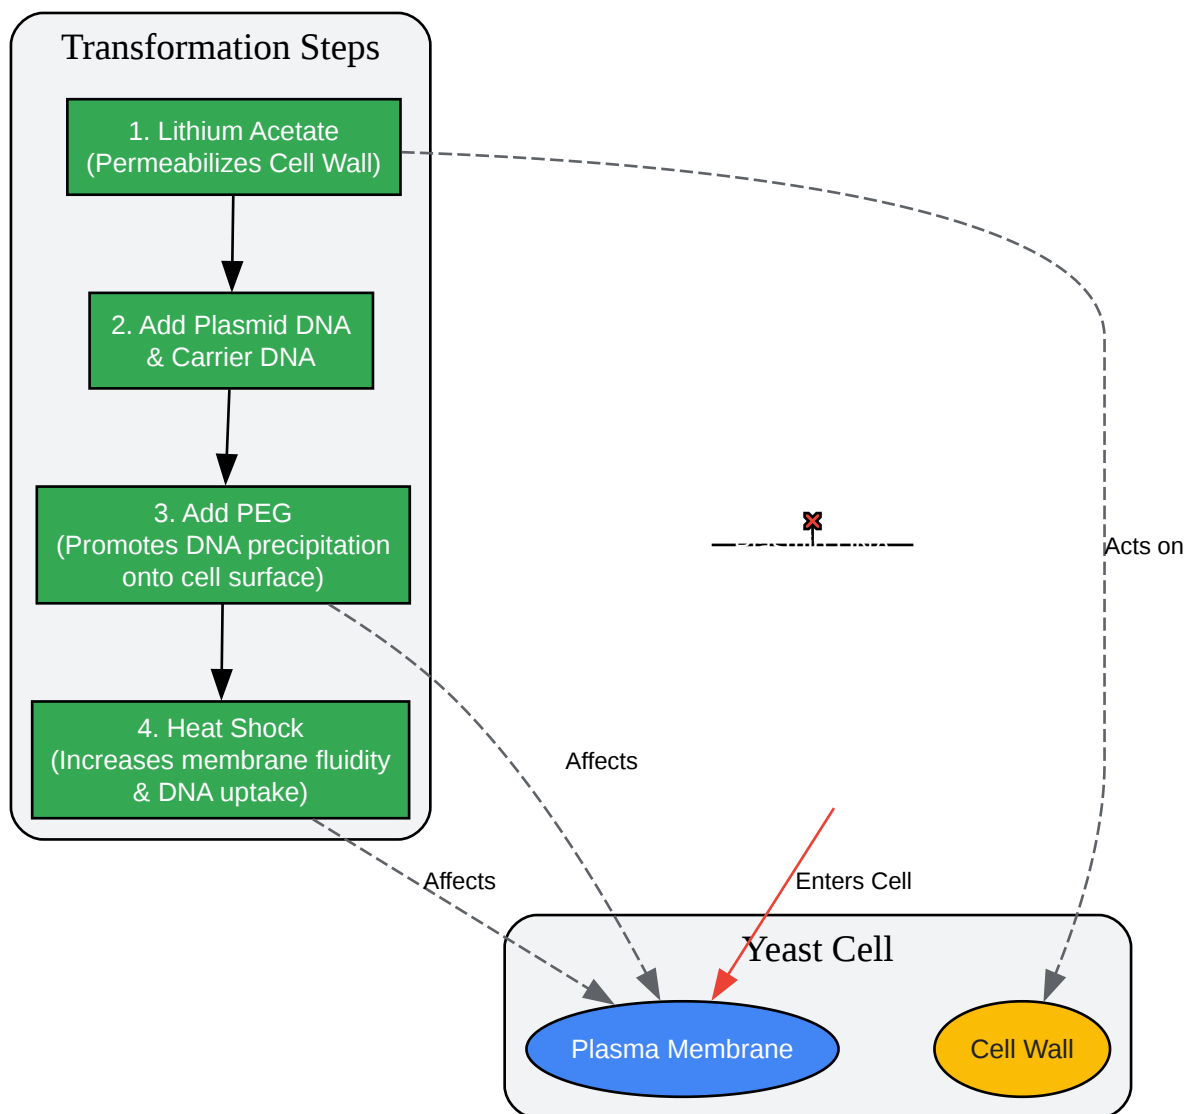 Transformation Steps
1. Lithium Acetate
(Permeabilizes Cell Wall)
2. Add Plasmid DNA
& Carrier DNA
3. Add PEG
(Promotes DNA precipitation
onto cell surface)
4. Heat Shock
(Increases membrane fluidity
& DNA uptake)
Plasmid DNA
Acts on
Affects
Affects
Enters Cell
Yeast Cell
Plasma Membrane
Cell Wall